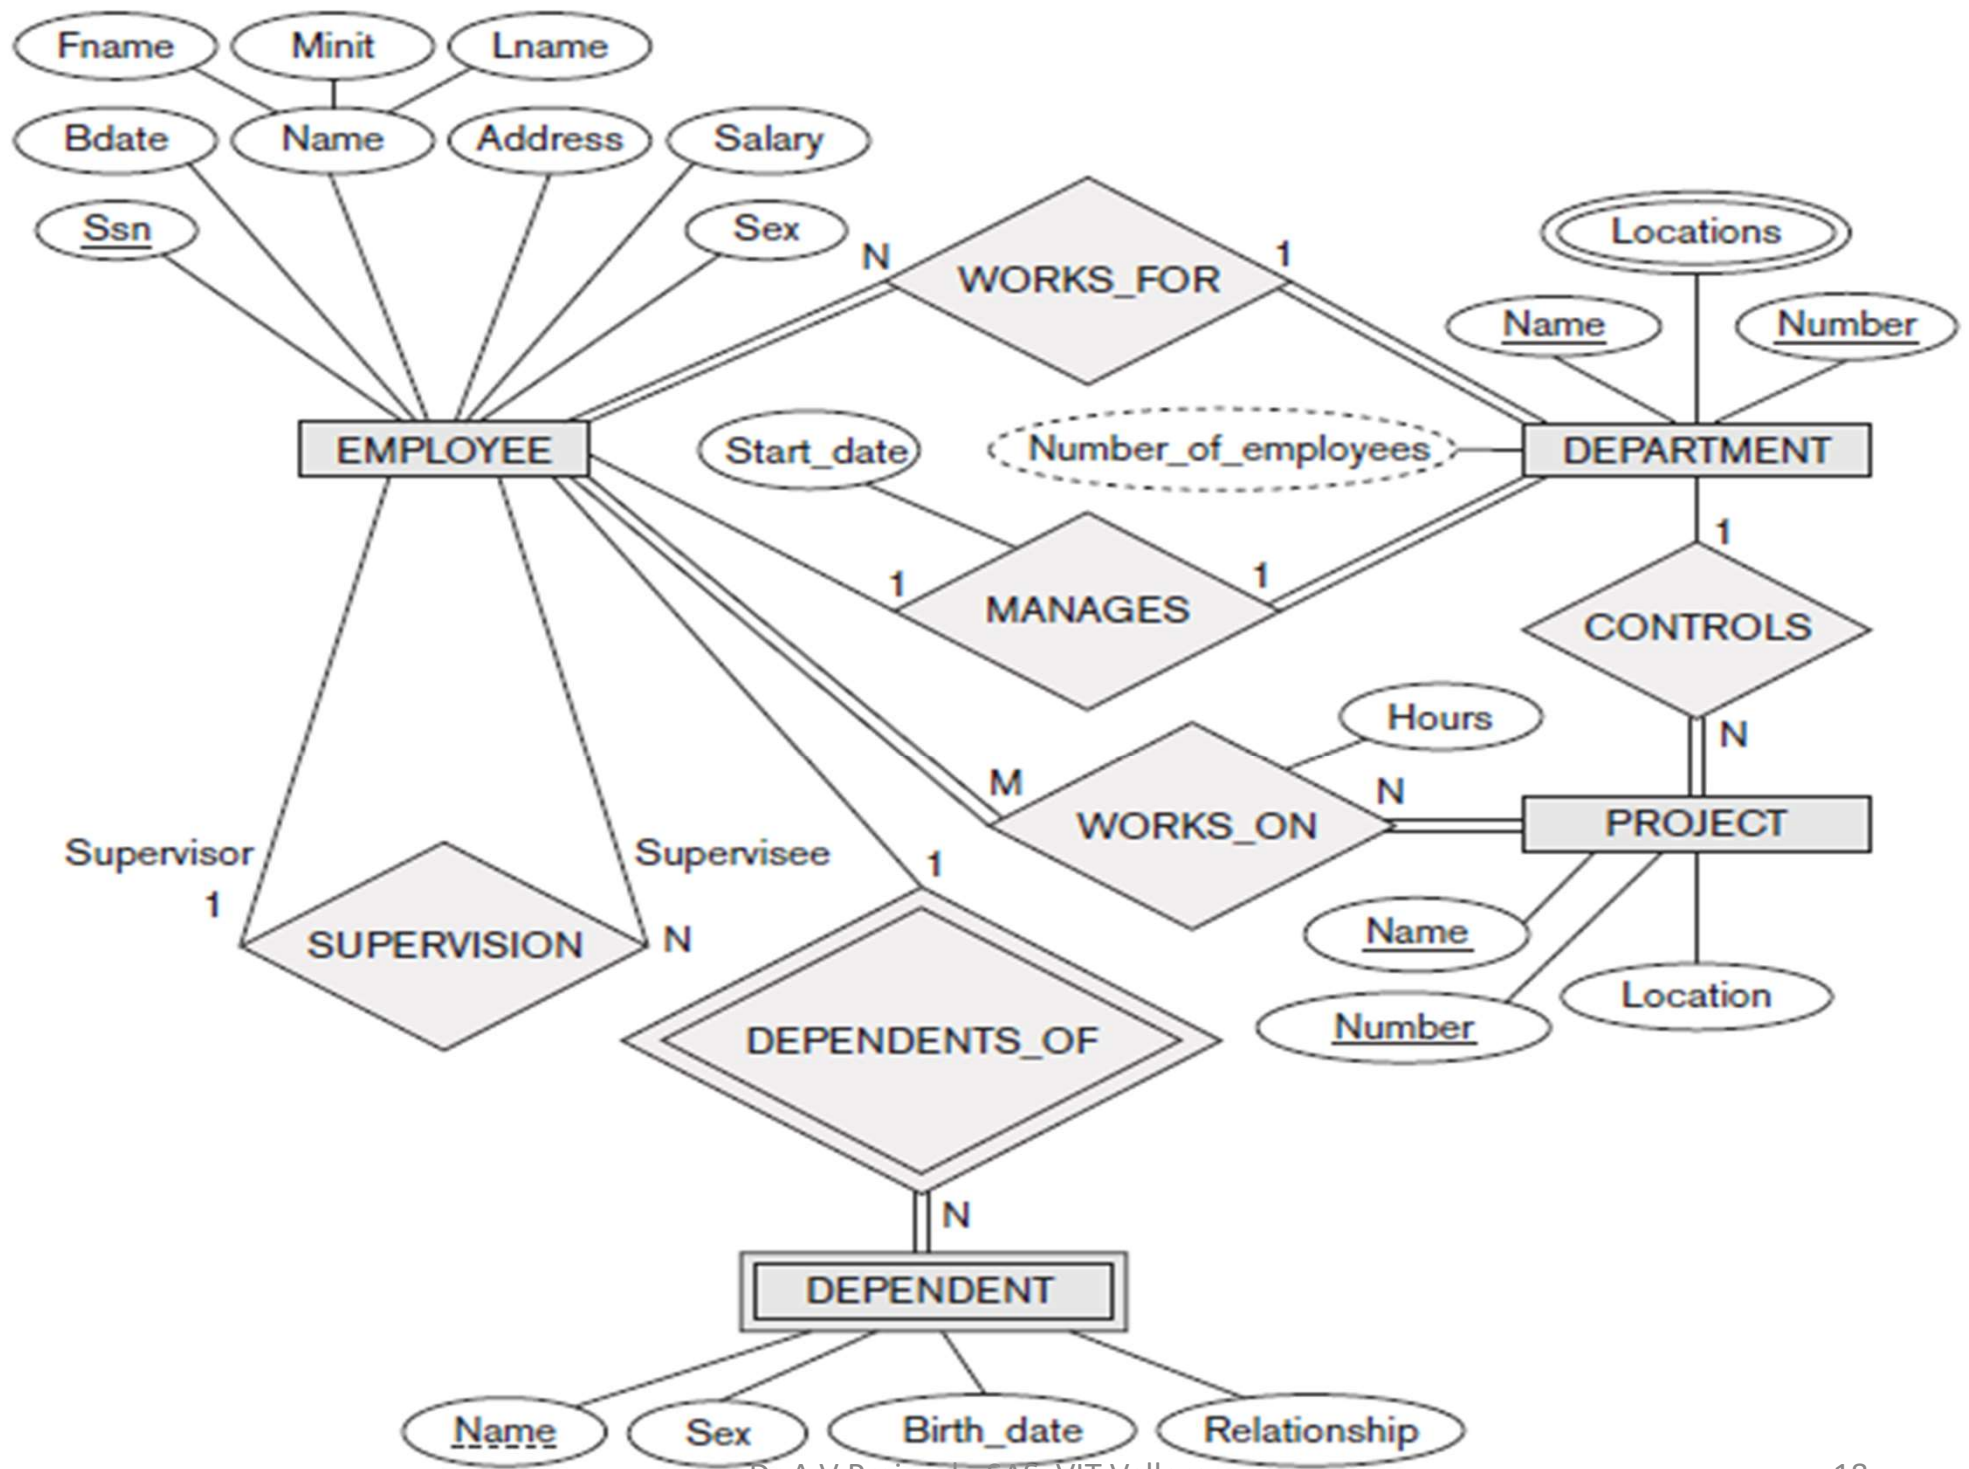 Fname Minit Lname
Bdate Name Address Salary
Ssn Sex
N WORKS_FOR 1
Locations
Name Number
EMPLOYEE Start_date Number_of_employees DEPARTMENT
1 MANAGES 1
1
CONTROLS
N
Hours
M WORKS_ON N
PROJECT
Supervisor
1
SUPERVISION
Supervisee
N
1
DEPENDENTS_OF
Name
Number
Location
N
DEPENDENT
Name Sex Birth_date Relationship